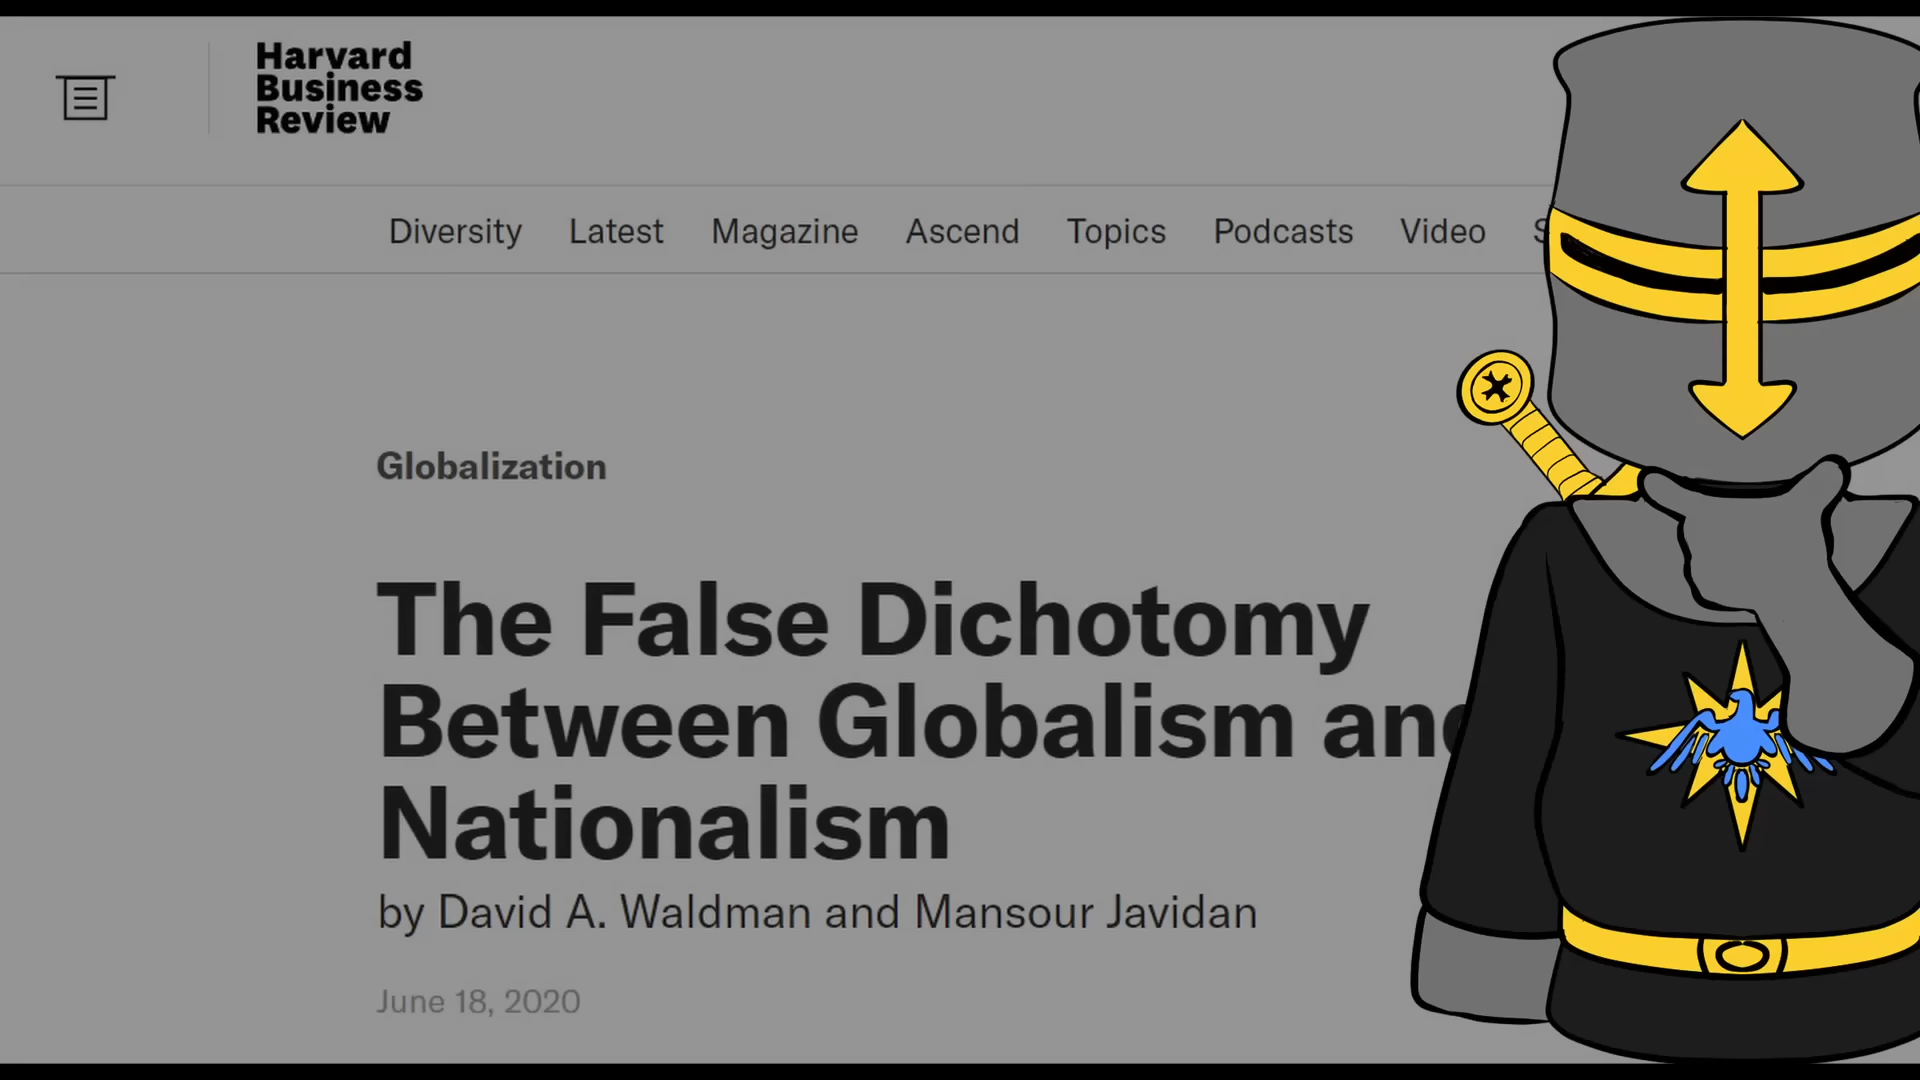 Harvard
Business
Review
Diversity Latest Magazine Ascend Topics Podcasts Video
Globalization
The False Dichotomy
Between Globalism and
Nationalism
by David A. Waldman and Mansour Javidan
June 18, 2020